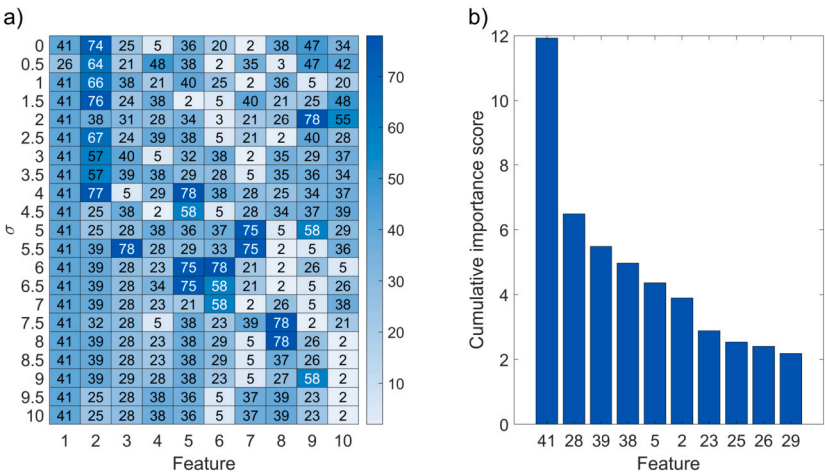 a)
0 41 74 25 5 36 20 2 38 47 34
0.5 26 64 21 48 38 2 35 3 47 42
1 41 66 38 21 40 25 2 36 5 20
1.5 41 76 24 38 2 5 40 21 25 48
2 41 38 31 28 34 3 21 26 78 55
2.5 41 67 24 39 38 5 21 2 40 28
3 41 57 40 5 32 38 2 35 29 37
3.5 41 57 39 38 29 28 5 35 36 34
4 41 77 5 29 78 38 28 25 34 37
4.5 41 25 38 2 58 5 28 34 37 39
5 41 25 28 38 36 37 75 5 58 29
5.5 41 39 78 28 29 33 75 2 5 36
6 41 39 28 23 75 78 21 2 26 5
6.5 41 39 28 34 75 58 21 2 5 26
7 41 39 28 23 21 58 2 26 5 38
7.5 41 32 28 5 38 23 39 78 2 21
8 41 39 28 23 38 29 5 78 26 2
8.5 41 39 28 23 38 29 5 37 26 2
9 41 39 29 28 38 23 5 27 58 2
9.5 41 25 28 38 36 5 37 39 23 2
10 41 25 28 38 36 5 37 39 23 2
σ
1 2 3 4 5 6 7 8 9 10
Feature
70
60
50
40
30
20
10
b)
12
10
8
6
4
2
0
Cumulative importance score
41 28 39 38 5 2 23 25 26 29
Feature